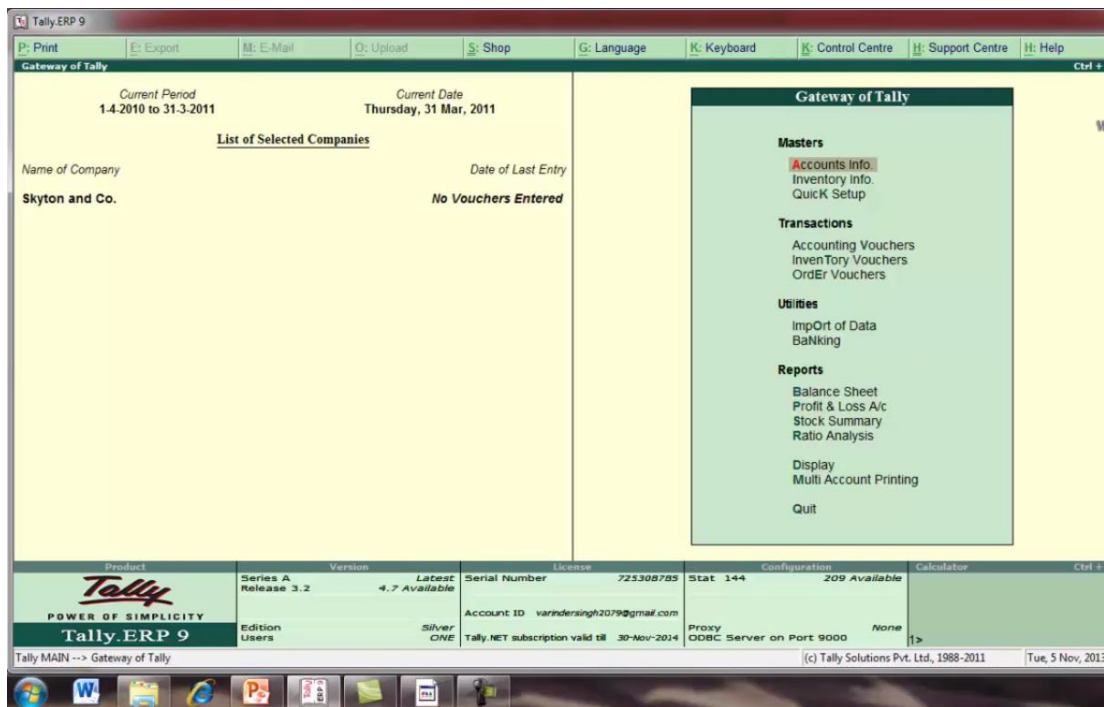 Tally.ERP 9
P: Print E: Export M: E-Mail O: Upload S: Shop G: Language K: Keyboard K: Control Centre H: Support Centre H: Help
Gateway of Tally Ctrl +
Current Period Current Date
1-4-2010 to 31-3-2011 Thursday, 31 Mar, 2011
List of Selected Companies
Name of Company Date of Last Entry
Skyton and Co. No Vouchers Entered
Gateway of Tally
Masters
Accounts Info.
Inventory Info.
QuicK Setup
Transactions
Accounting Vouchers
InvenTory Vouchers
OrdEr Vouchers
Utilities
ImpOrt of Data
BaNking
Reports
Balance Sheet
Profit & Loss A/c
Stock Summary
Ratio Analysis
Display
Multi Account Printing
Quit
Product Version License Configuration Calculator Ctrl +
Tally
POWER OF SIMPLICITY
Tally.ERP 9
Series A Latest
Release 3.2 4.7 Available
Edition Silver
Users ONE
Serial Number 725308785
Account ID varindersingh2079@gmail.com
Tally.NET subscription valid till 30-Nov-2014
Stat 144 209 Available
Proxy None
ODBC Server on Port 9000
1>
Tally MAIN --> Gateway of Tally (c) Tally Solutions Pvt. Ltd., 1988-2011 Tue, 5 Nov, 2013